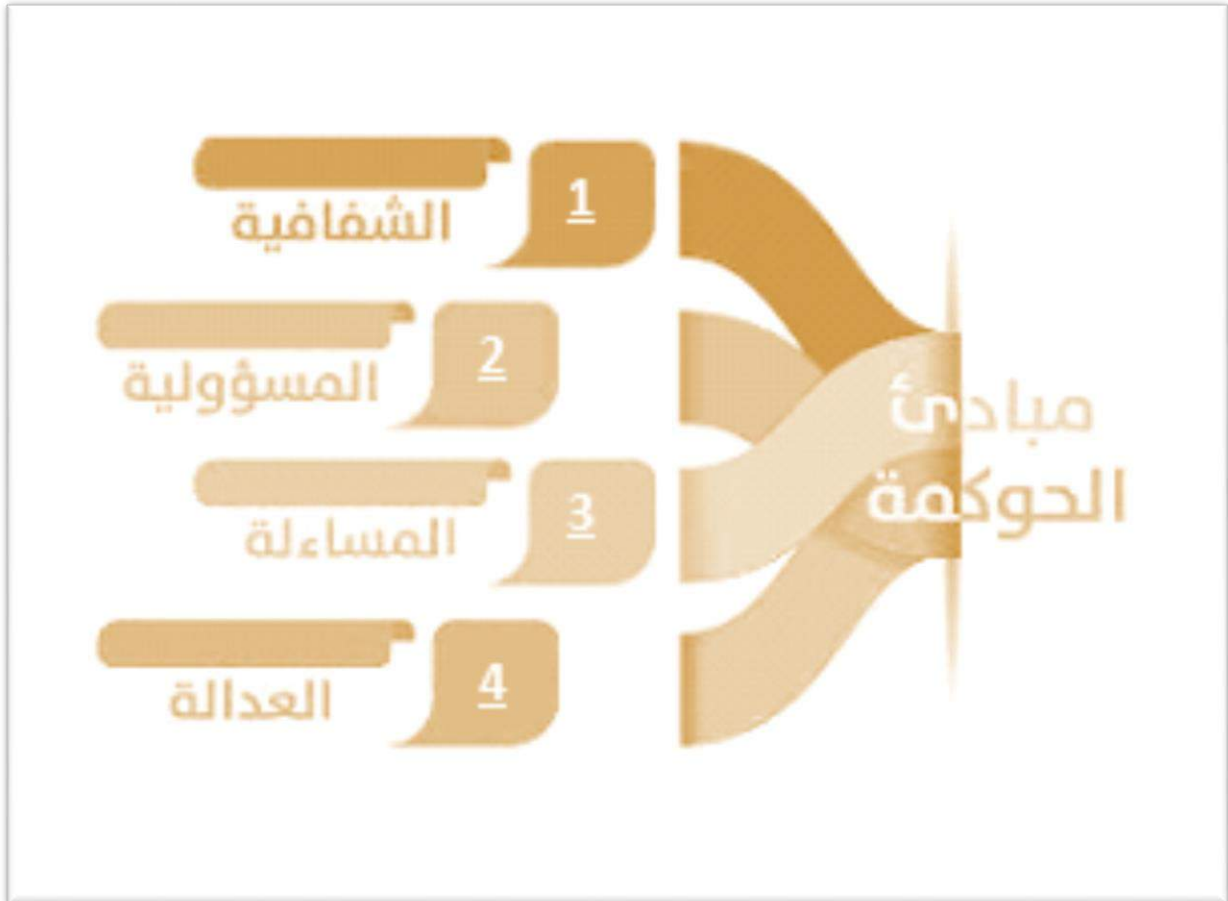 مبادئ
الحوكمة
1
الشفافية
2
المسؤولية
3
المساءلة
4
العدالة